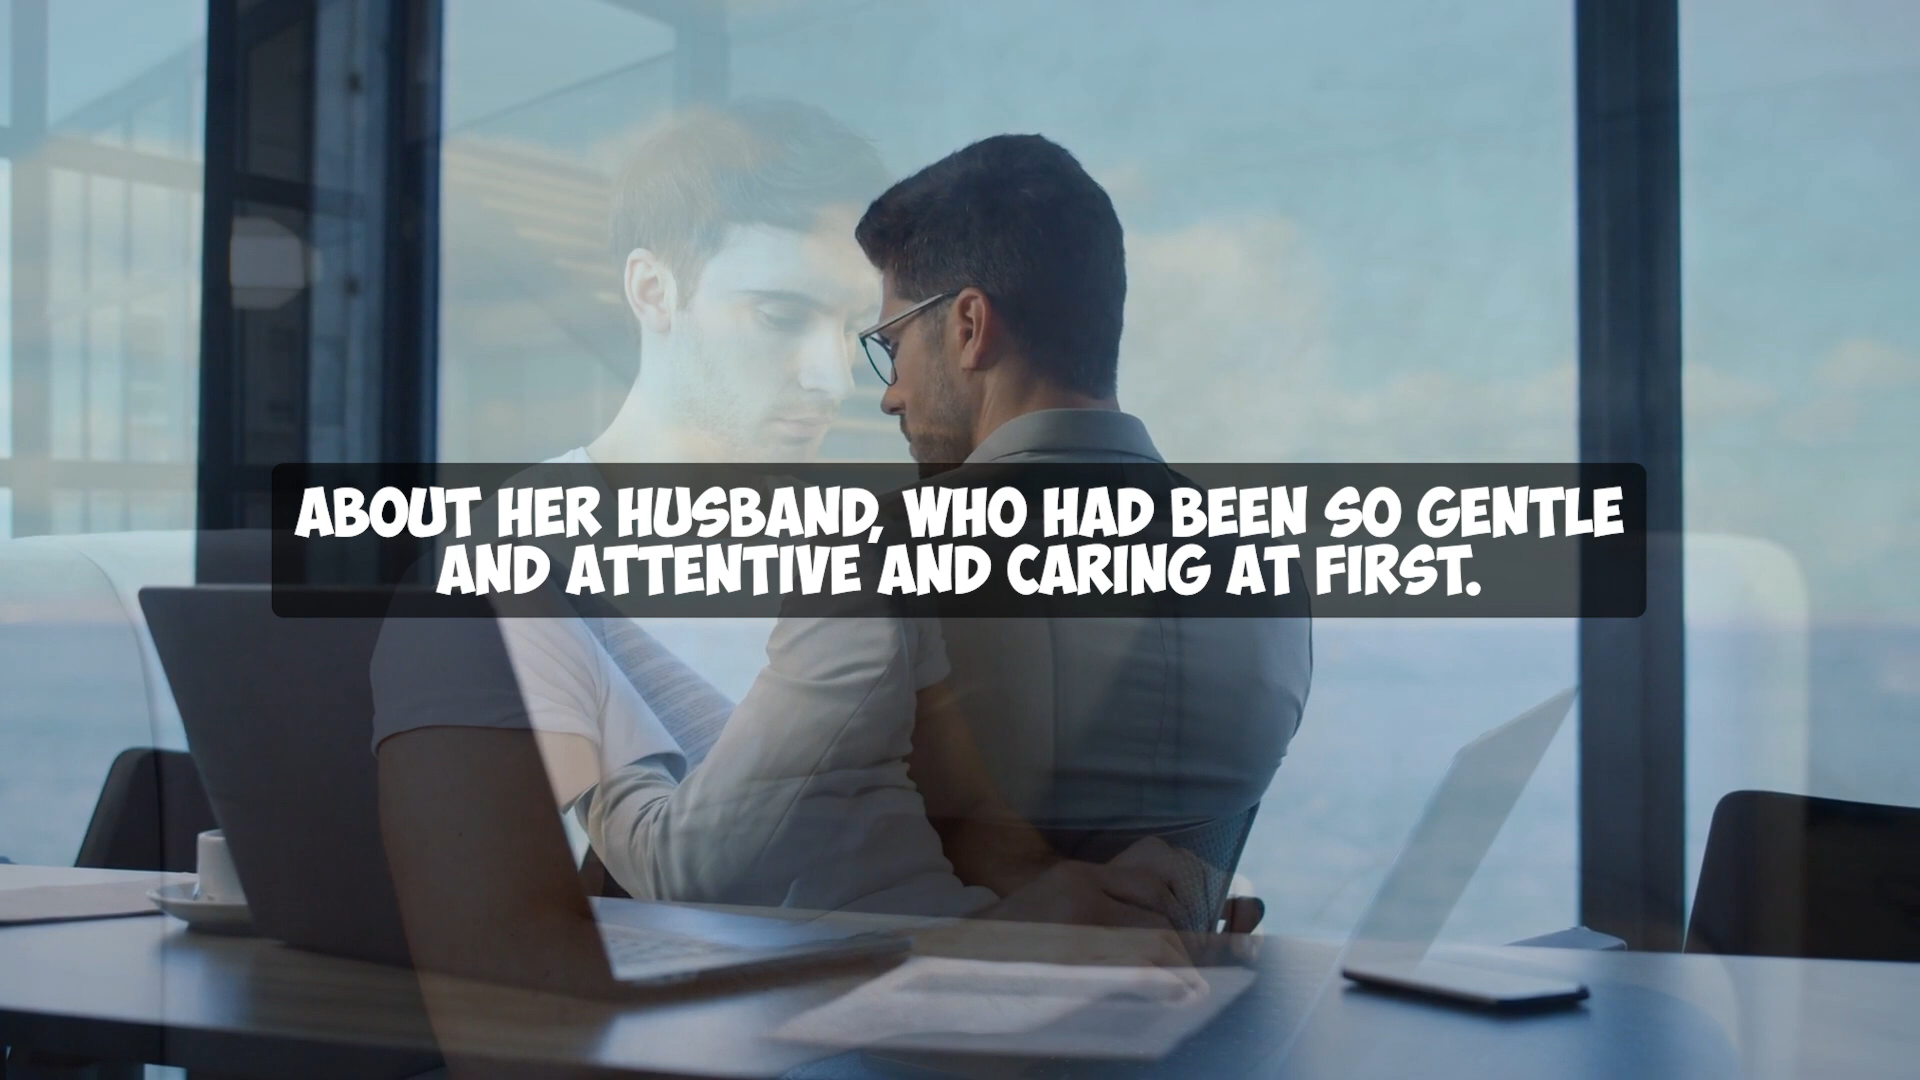 ABOUT HER HUSBAND, WHO HAD BEEN SO GENTLE
AND ATTENTIVE AND CARING AT FIRST.